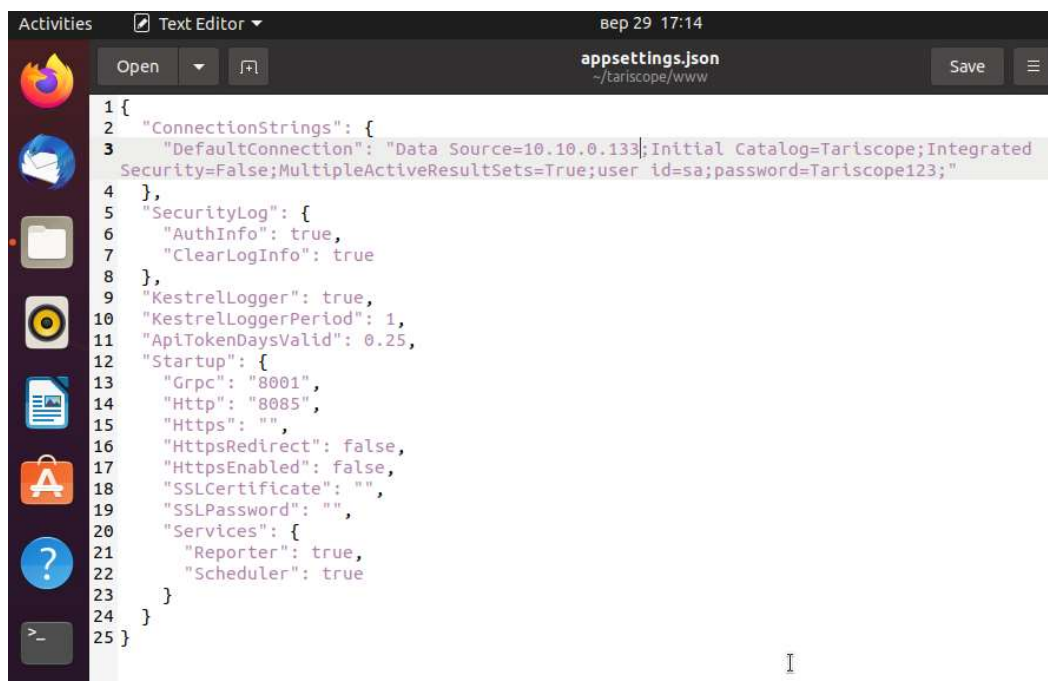 Activities Text Editor вер 29 17:14
Open appsettings.json Save
~/tariscope/www
1 {
2 "ConnectionStrings": {
3 "DefaultConnection": "Data Source=10.10.0.133;Initial Catalog=Tariscope;Integrated
Security=False;MultipleActiveResultSets=True;user id=sa;password=Tariscope123;"
4 },
5 "SecurityLog": {
6 "AuthInfo": true,
7 "ClearLogInfo": true
8 },
9 "KestrelLogger": true,
10 "KestrelLoggerPeriod": 1,
11 "ApiTokenDaysValid": 0.25,
12 "Startup": {
13 "Grpc": "8001",
14 "Http": "8085",
15 "Https": "",
16 "HttpsRedirect": false,
17 "HttpsEnabled": false,
18 "SSLCertificate": "",
19 "SSLPassword": "",
20 "Services": {
21 "Reporter": true,
22 "Scheduler": true
23 }
24 }
25 }